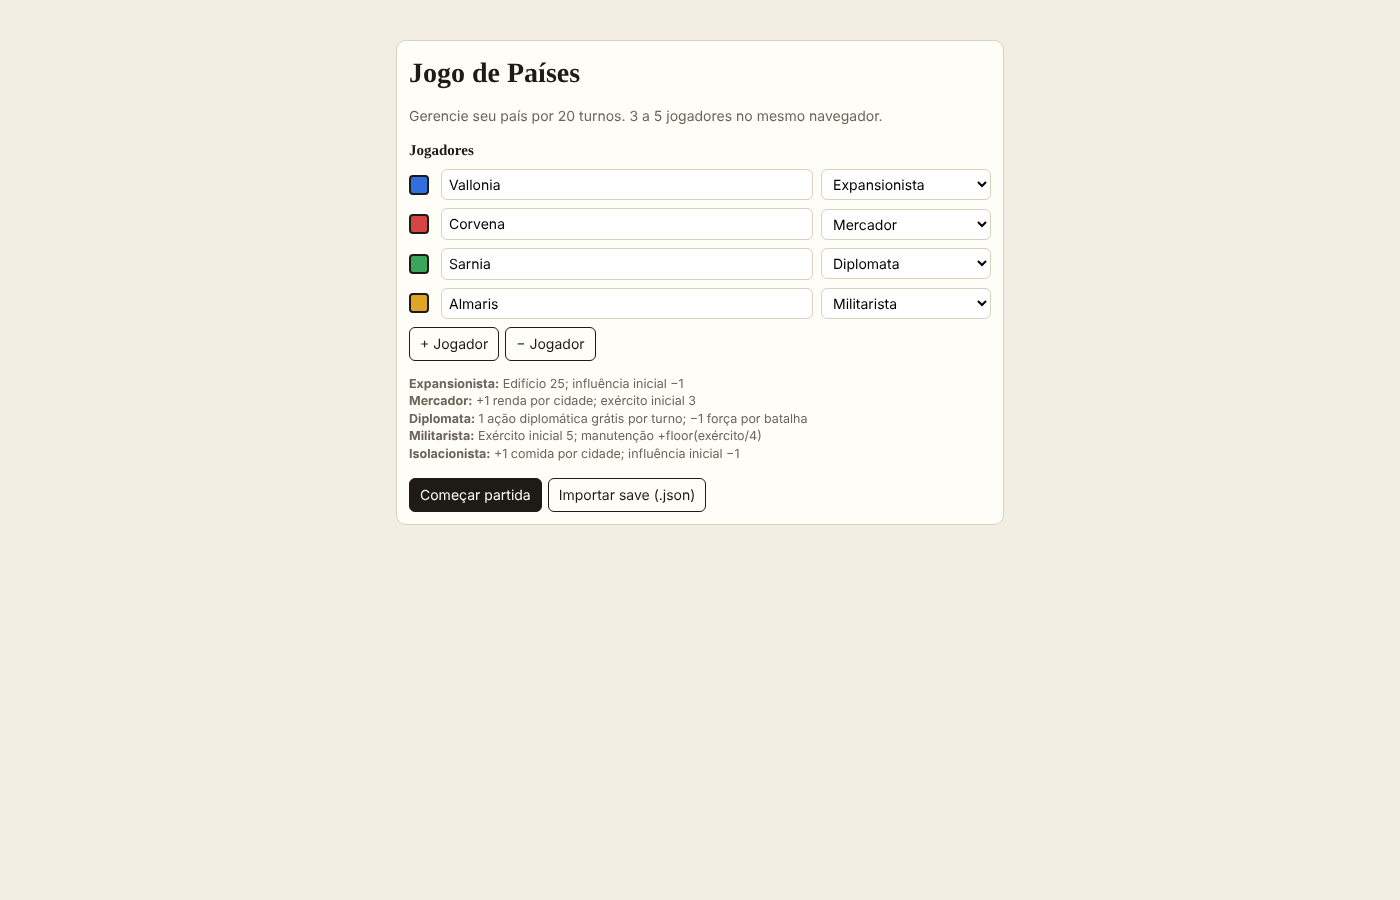 Jogo de Países
Gerencie seu país por 20 turnos. 3 a 5 jogadores no mesmo navegador.
Jogadores
Vallonia Expansionista
Corvena Mercador
Sarnia Diplomata
Almaris Militarista
+ Jogador − Jogador
Expansionista: Edifício 25; influência inicial −1
Mercador: +1 renda por cidade; exército inicial 3
Diplomata: 1 ação diplomática grátis por turno; −1 força por batalha
Militarista: Exército inicial 5; manutenção +floor(exército/4)
Isolacionista: +1 comida por cidade; influência inicial −1
Começar partida Importar save (.json)